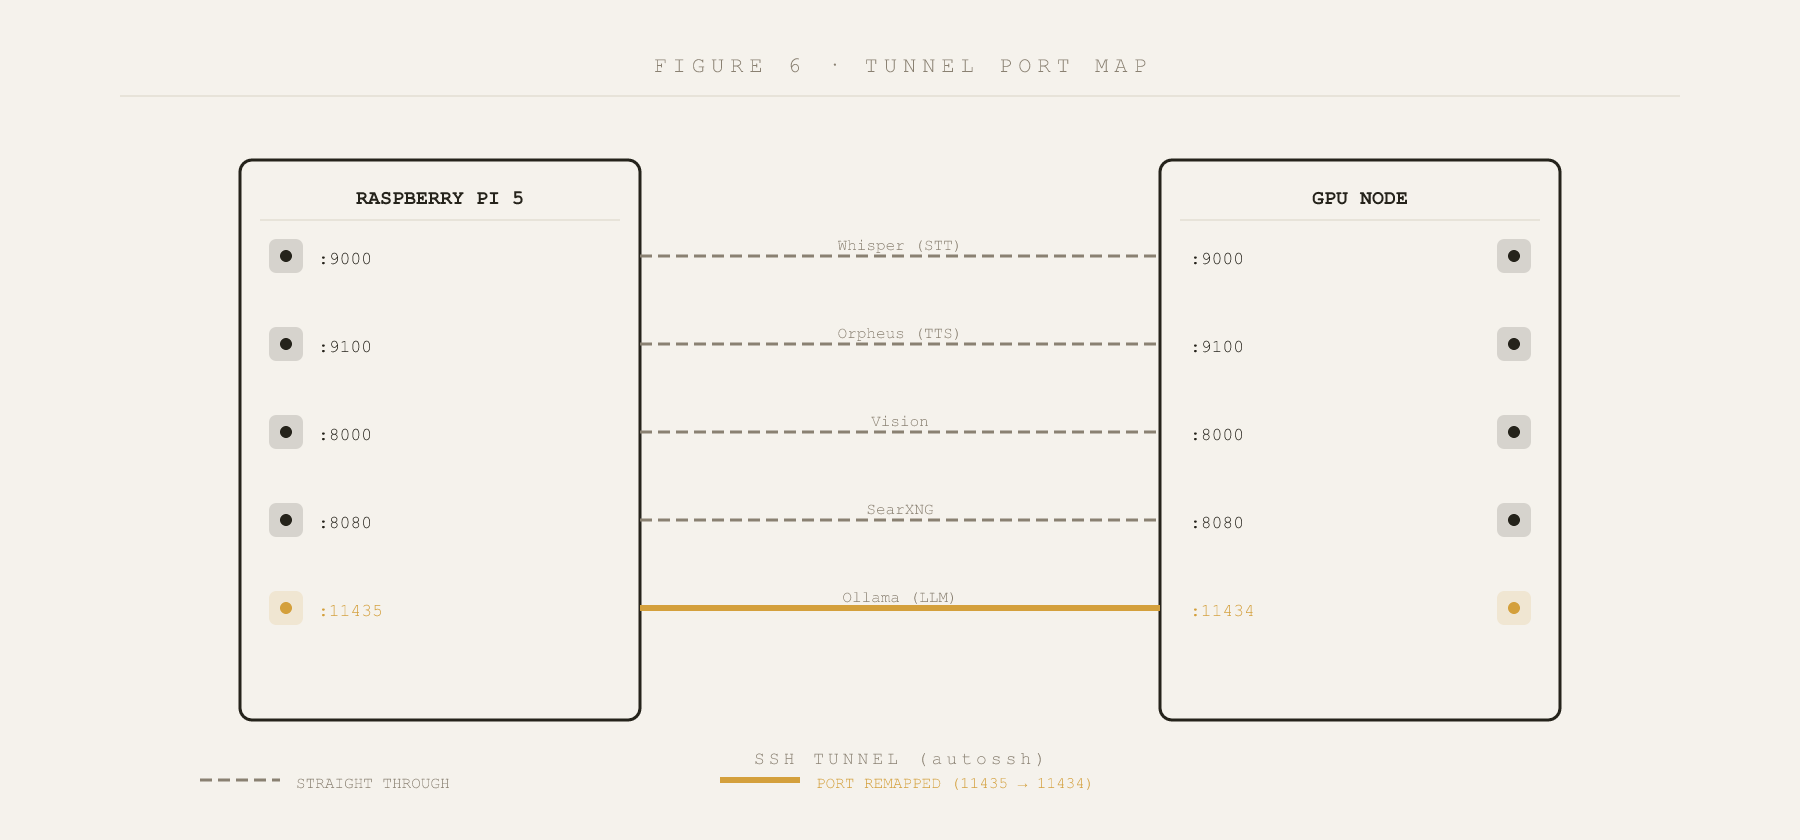 FIGURE 6 · TUNNEL PORT MAP
RASPBERRY PI 5
GPU NODE
:9000
Whisper (STT)
:9000
:9100
Orpheus (TTS)
:9100
:8000
Vision
:8000
:8080
SearXNG
:8080
:11435
Ollama (LLM)
:11434
SSH TUNNEL (autossh)
STRAIGHT THROUGH
PORT REMAPPED (11435 → 11434)